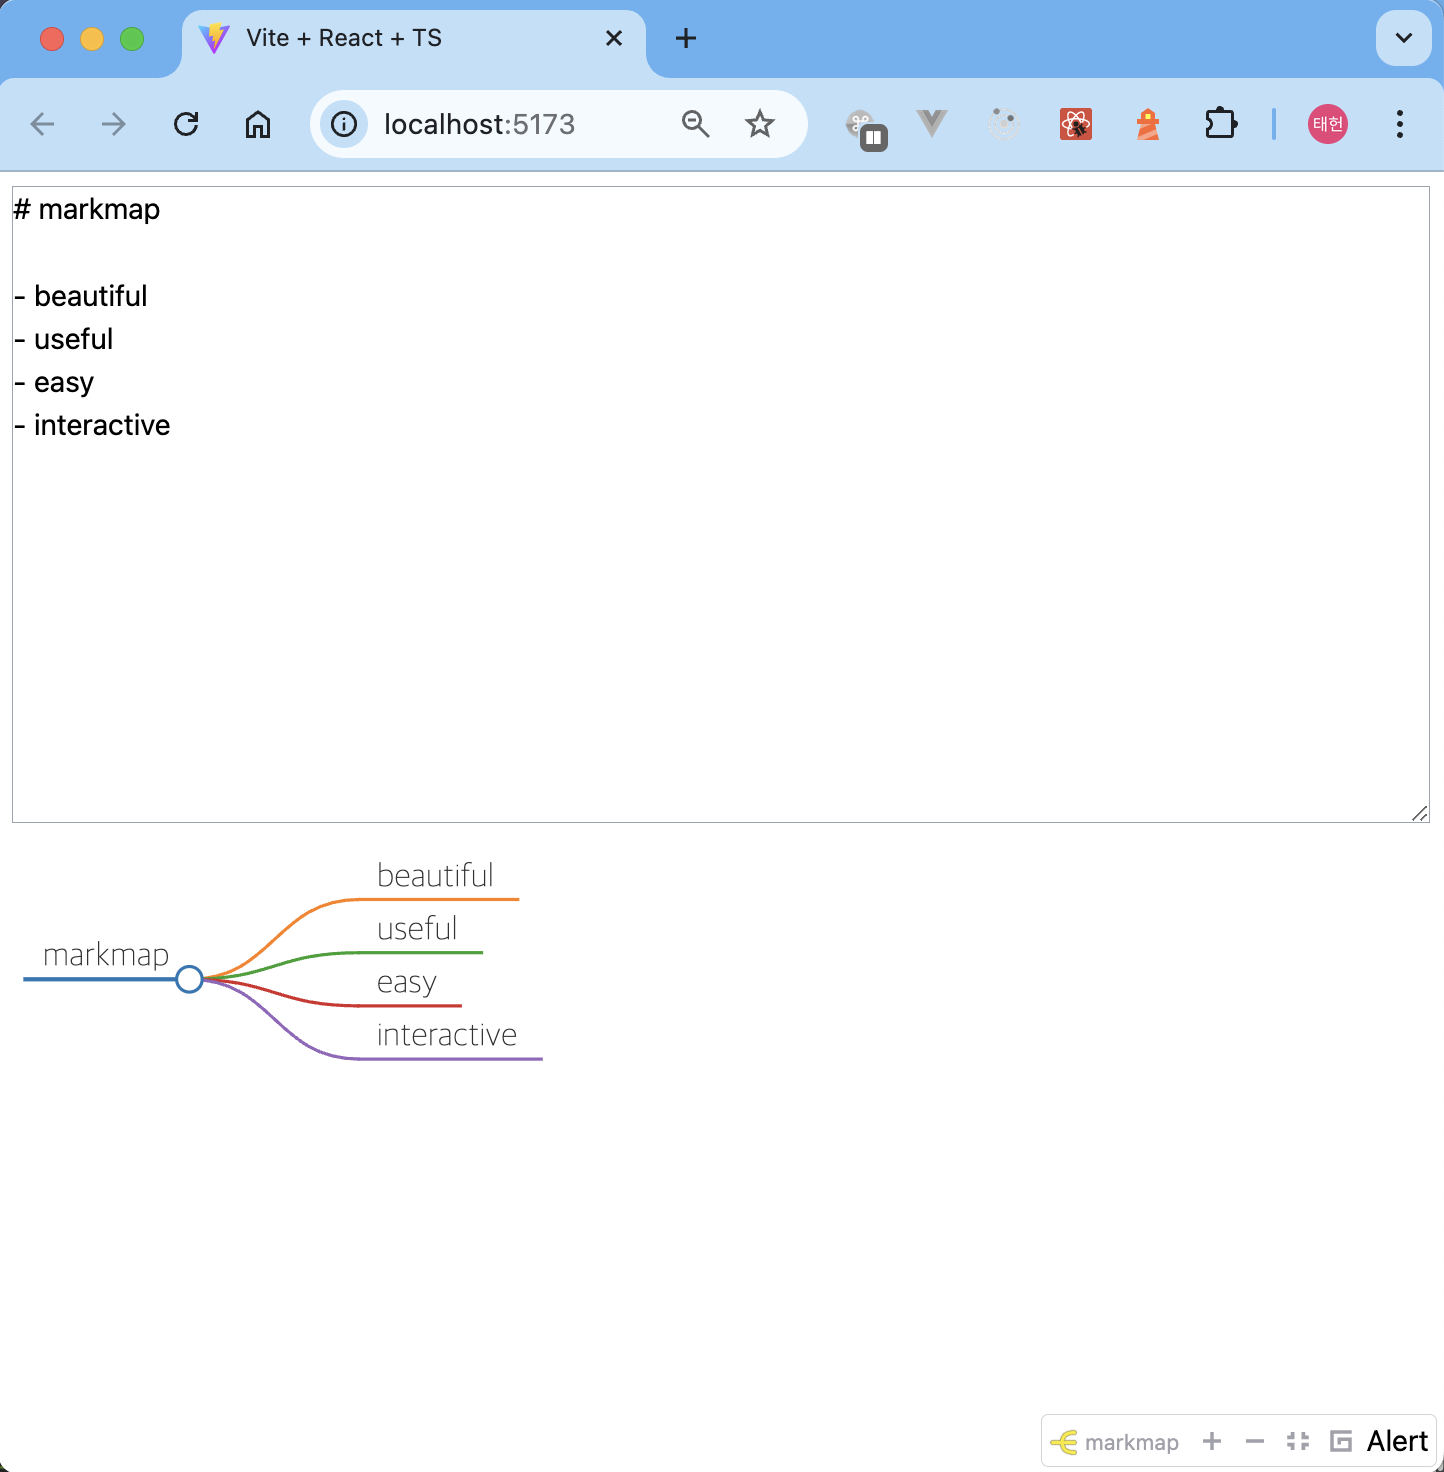 Vite + React + TS
localhost:5173
태헌
# markmap
- beautiful
- useful
- easy
- interactive
beautiful
useful
markmap
easy
interactive
markmap
Alert